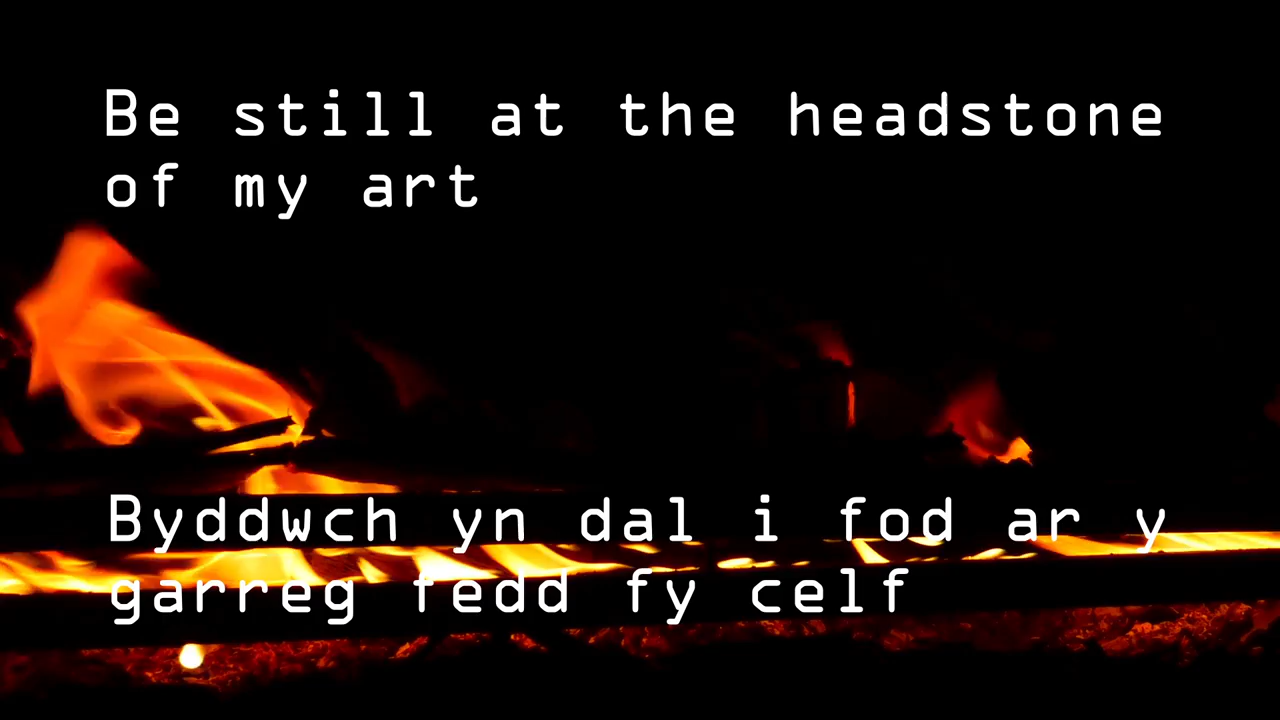 Be still at the headstone
of my art
Byddwch yn dal i fod ar y
garreg fedd fy celf